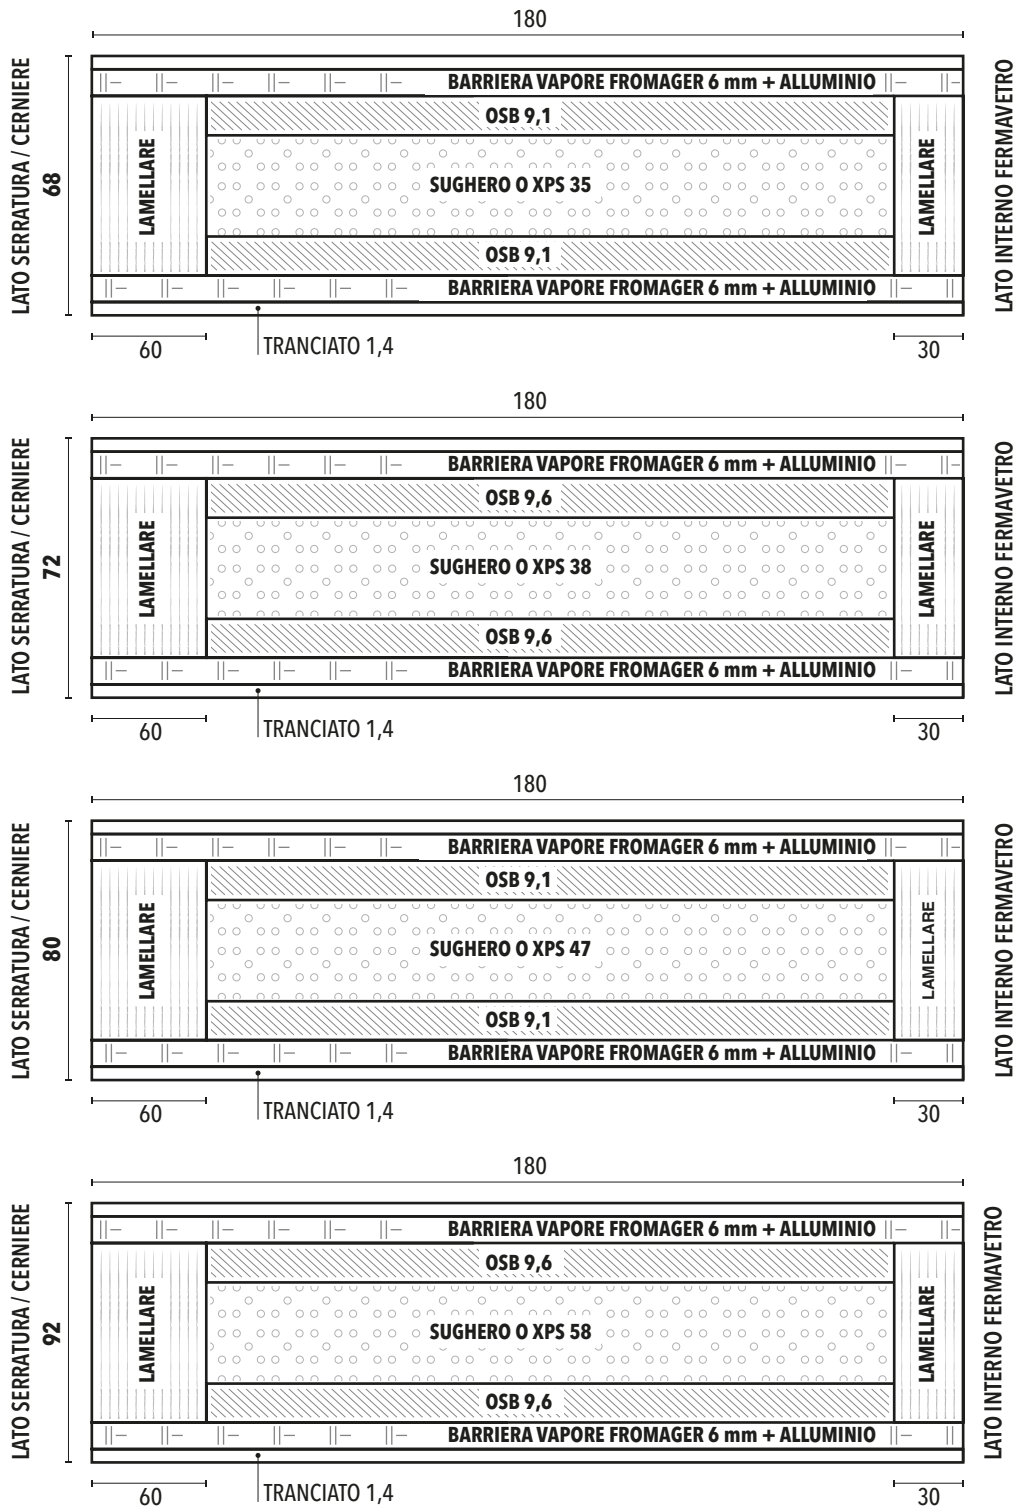 180
LATO SERRATURA / CERNIERE
68
BARRIERA VAPORE FROMAGER 6 mm + ALLUMINIO
OSB 9,1
LAMELLARE
SUGHERO O XPS 35
LAMELLARE
OSB 9,1
BARRIERA VAPORE FROMAGER 6 mm + ALLUMINIO
LATO INTERNO FERMAVETRO
60
TRANCIATO 1,4
30
180
LATO SERRATURA / CERNIERE
72
BARRIERA VAPORE FROMAGER 6 mm + ALLUMINIO
OSB 9,6
LAMELLARE
SUGHERO O XPS 38
LAMELLARE
OSB 9,6
BARRIERA VAPORE FROMAGER 6 mm + ALLUMINIO
LATO INTERNO FERMAVETRO
60
TRANCIATO 1,4
30
180
LATO SERRATURA / CERNIERE
80
BARRIERA VAPORE FROMAGER 6 mm + ALLUMINIO
OSB 9,1
LAMELLARE
SUGHERO O XPS 47
LAMELLARE
OSB 9,1
BARRIERA VAPORE FROMAGER 6 mm + ALLUMINIO
LATO INTERNO FERMAVETRO
60
TRANCIATO 1,4
30
180
LATO SERRATURA / CERNIERE
92
BARRIERA VAPORE FROMAGER 6 mm + ALLUMINIO
OSB 9,6
LAMELLARE
SUGHERO O XPS 58
LAMELLARE
OSB 9,6
BARRIERA VAPORE FROMAGER 6 mm + ALLUMINIO
LATO INTERNO FERMAVETRO
60
TRANCIATO 1,4
30